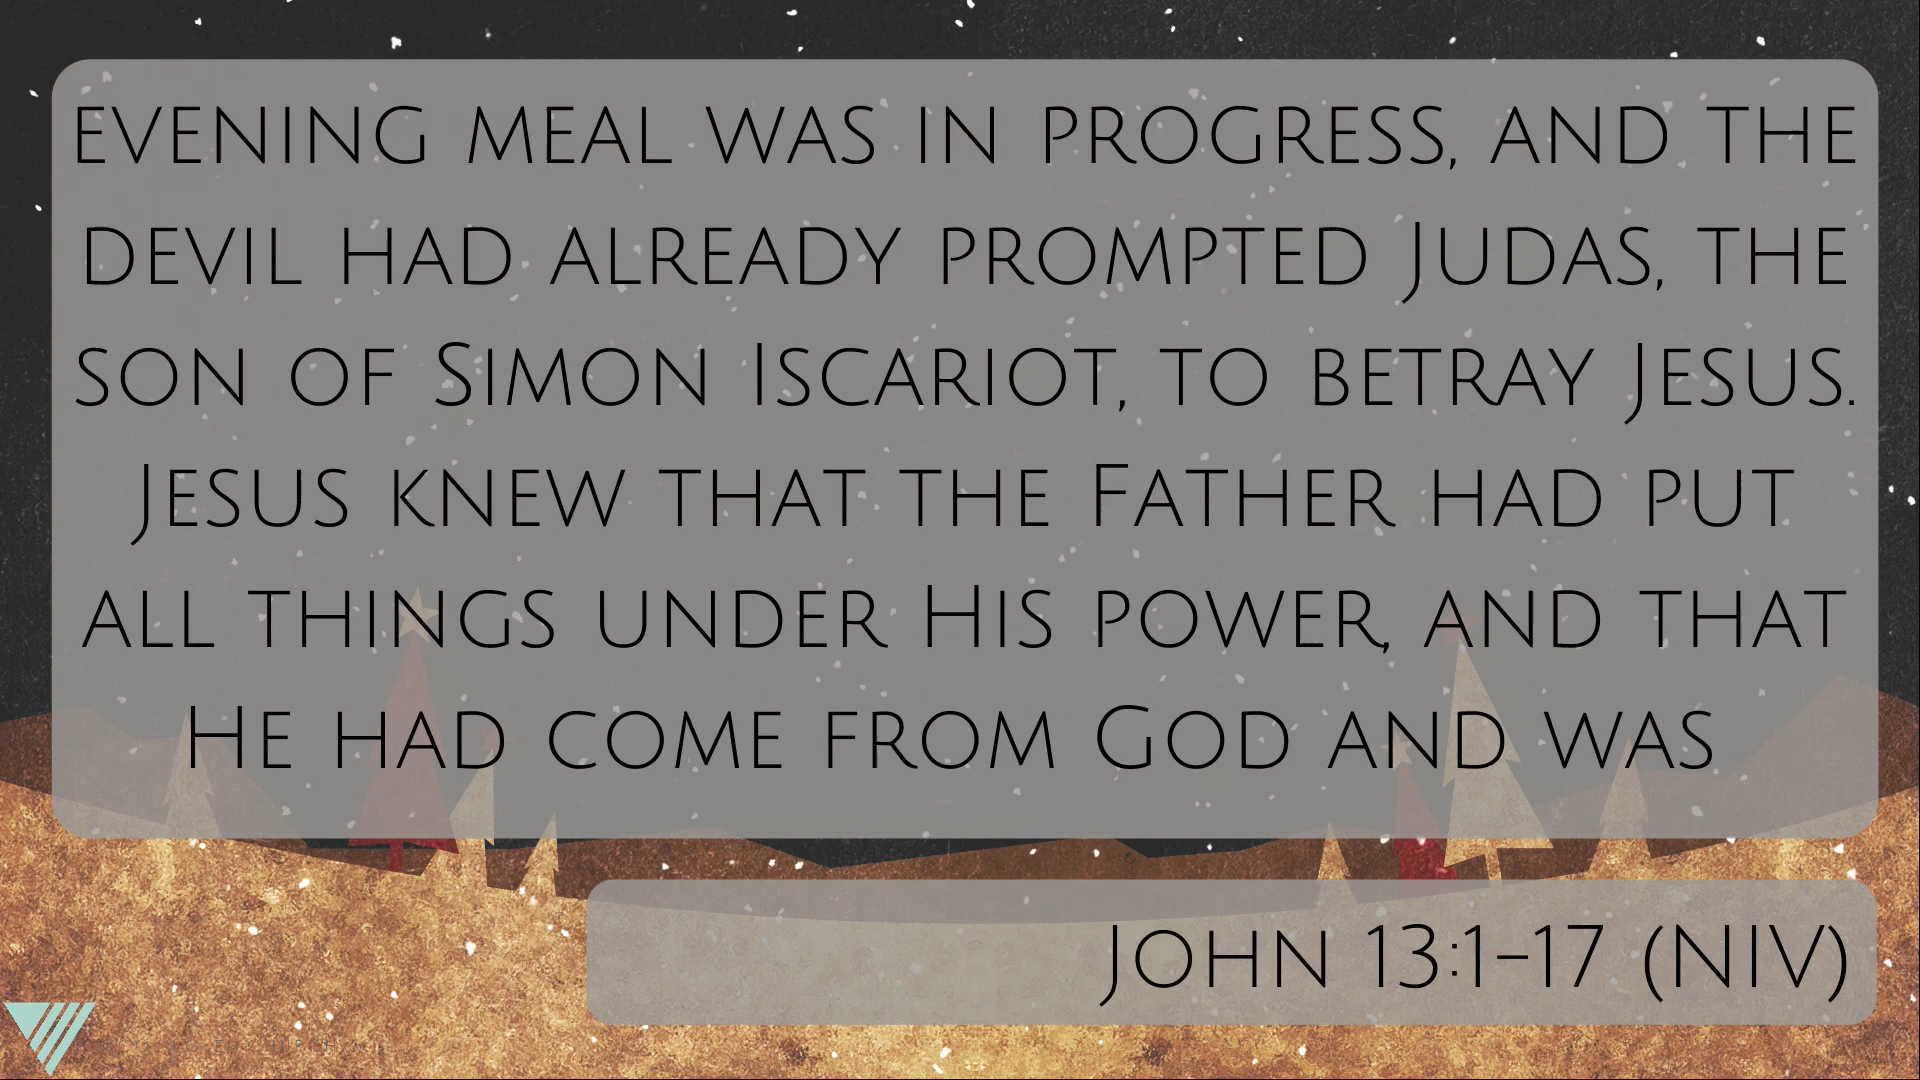 evening meal was in progress, and the
devil had already prompted Judas, the
son of Simon Iscariot, to betray Jesus.
Jesus knew that the Father had put
all things under His power, and that
He had come from God and was
John 13:1-17 (NIV)